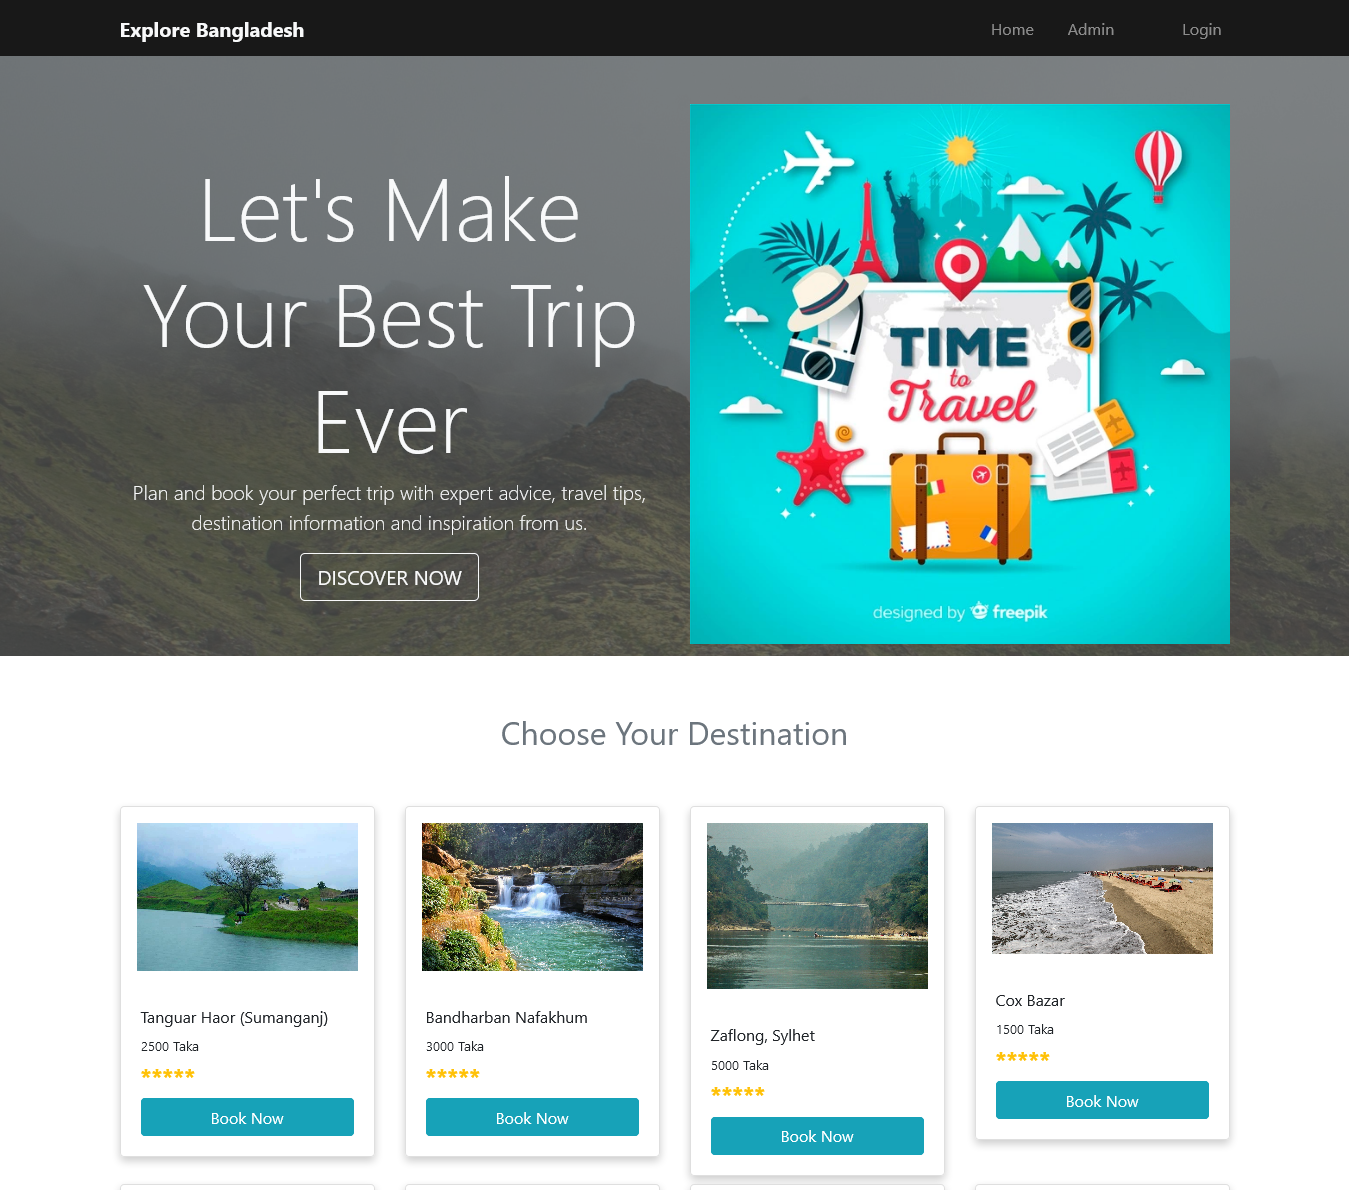 Explore Bangladesh
Home Admin Login
Let's Make
Your Best Trip
Ever
Plan and book your perfect trip with expert advice, travel tips,
destination information and inspiration from us.
DISCOVER NOW
TIME
to
Travel
designed by freepik
Choose Your Destination
Tanguar Haor (Sumanganj)
2500 Taka
*****
Book Now
Bandharban Nafakhum
3000 Taka
*****
Book Now
Zaflong, Sylhet
5000 Taka
*****
Book Now
Cox Bazar
1500 Taka
*****
Book Now